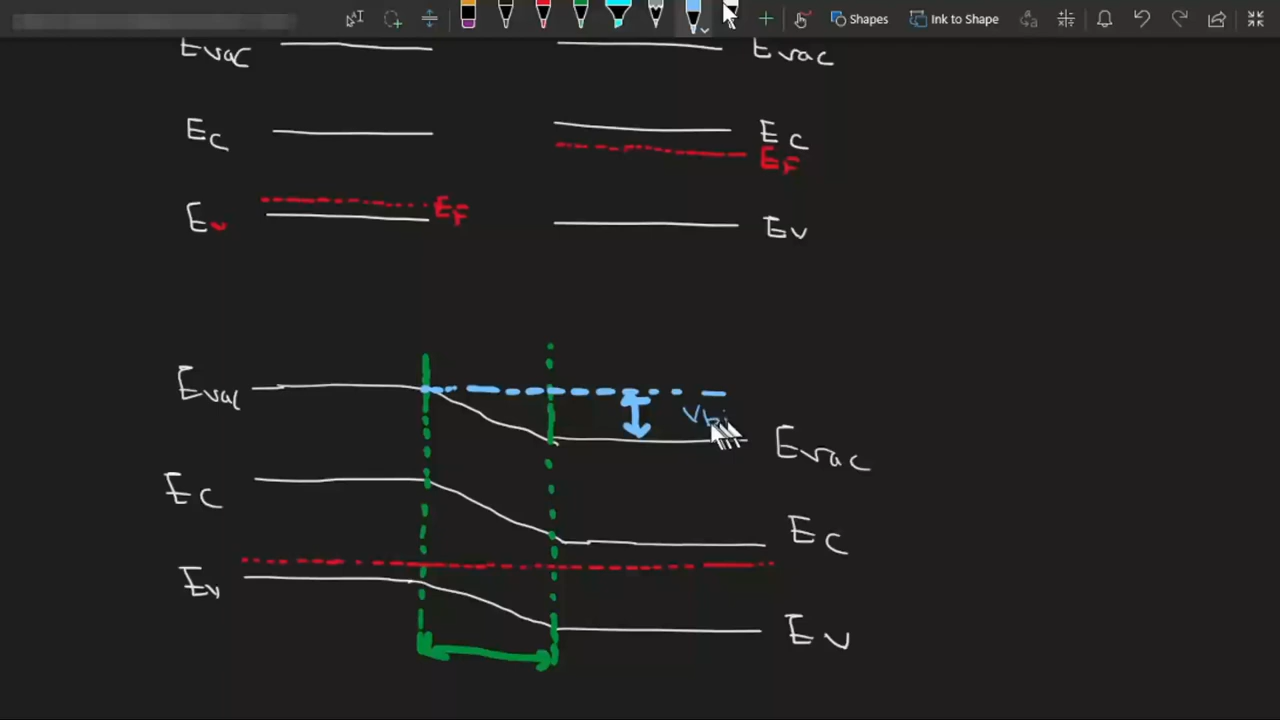 Shapes Ink to Shape
Evac Evac
Ec Ec
EF
Ev EF Ev
Evac
Vbi
Evac
Ec
Ec
Ev
Ev